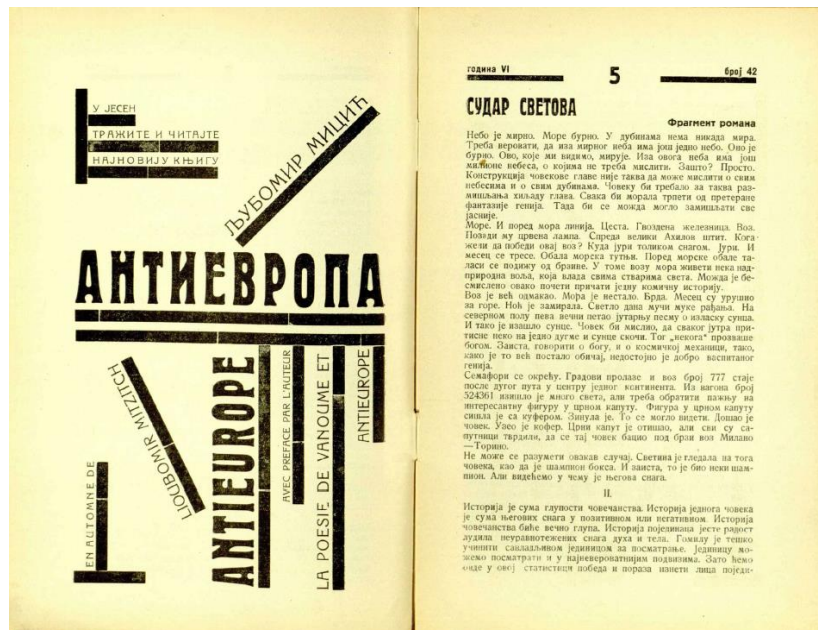 У ЈЕСЕН
ТРАЖИТЕ И ЧИТАЈТЕ
НАЈНОВИЈУ КЊИГУ
ЉУБОМИР МИЦИЋ
АНТИЕВРОПА
EN AUTOMNE DE
LIOUBOMIR MITZITCH
ANTIEUROPE
AVEC PREFACE PAR L'AUTEUR
LA POESIE DE VANOUME ET
ANTIEUROPE
година VI
5
број 42
СУДАР СВЕТОВА
Фрагмент романа
Небо је мирно. Море бурно. У дубинама нема никада мира.
Треба веровати, да иза мирног неба има још једно небо. Оно је
бурно. Ово, које ми видимо, мирује. Иза овога неба има још
милионе небеса, о којима не треба мислити. Зашто? Просто.
Конструкција човекове главе није таква да може мислити о свим
небесима и о свим дубинама. Човеку би требало за таква раз-
мишљања хиљаду глава. Свака би морала трпети од претеране
фантазије генија. Тада би се можда могло замишљати све
јасније.
Море. И поред мора линија. Цеста. Гвоздена железница. Воз.
Позади му црвена лампа. Спреда велики Ахилов штит. Кога
жели да победи овај воз? Куда јури толиком снагом. Јури. И
месец се тресе. Обала морска тутњи. Поред морске обале та-
ласи се подижу од брзине. У томе возу мора живети нека над-
природна воља, која влада свима стварима света. Можда је бе-
смислено овако почети причати једну комичну историју.
Воз је већ одмакао. Мора је нестало. Брда. Месец су урушио
за горе. Ноћ је замирала. Светло дана мучи муке рађања. На
северном полу пева вечни петао јутарњу песму о изласку сунца.
И тако је изашло сунце. Човек би мислио, да сваког јутра при-
тисне неко на једно дугме и сунце скочи. Тог „некога“ прозваше
богом. Заиста, говорити о богу, и о космичкој механици, тако,
како је то већ постало обичај, недостојно је добро васпитаног
генија.
Семафори се окрећу. Градови пролазе и воз број 777 стаје
после дугог пута у центру једног континента. Из вагона број
524361 изишло је много света, али треба обратити пажњу на
интересантну фигуру у црном капуту. Фигура у црном капуту
сишла је са куфером. Зинула је. То се могло видети. Дошао је
човек. Узео је кофер. Црни капут је отишао, али сви су са-
путници тврдили, да се тај човек бацио под брзи воз Милано
—Торино.
Не може се разумети овакав случај. Светина је гледала на тога
човека, као да је шампион бокса. И заиста, то је био неки шам-
пион. Али видећемо у чему је његова снага.
II.
Историја је сума глупости човечанства. Историја једнога човека
је сума његових снага у позитивном или негативном. Историја
човечанства биће вечно глупа. Историја појединаца јесте радост
лудила неуравнотежених снага духа и тела. Гомилу је тешко
учинити савладљивом јединицом за посматрање. Јединицу мо-
жемо посматрати и у најневероватнијим подвизима. Зато ћемо
овде у овој статистици победа и пораза навети лица поједи-